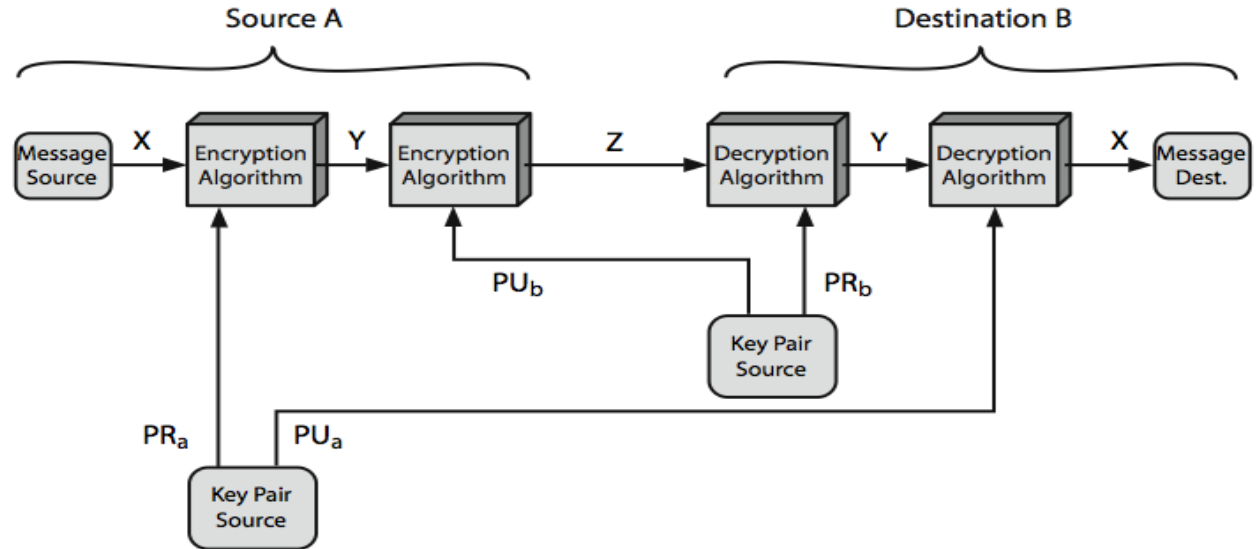 Source A
Destination B
Message
Source
X
Encryption
Algorithm
Y
Encryption
Algorithm
Z
Decryption
Algorithm
Y
Decryption
Algorithm
X
Message
Dest.
PUb
PRb
Key Pair
Source
PRa
PUa
Key Pair
Source